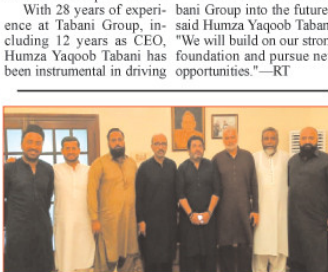 With 28 years of experi-
ence at Tabani Group, in-
cluding 12 years as CEO,
Humza Yaqoob Tabani has
been instrumental in driving
bani Group into the future
said Humza Yaqoob Taban
"We will build on our stron
foundation and pursue ne
opportunities."—RT